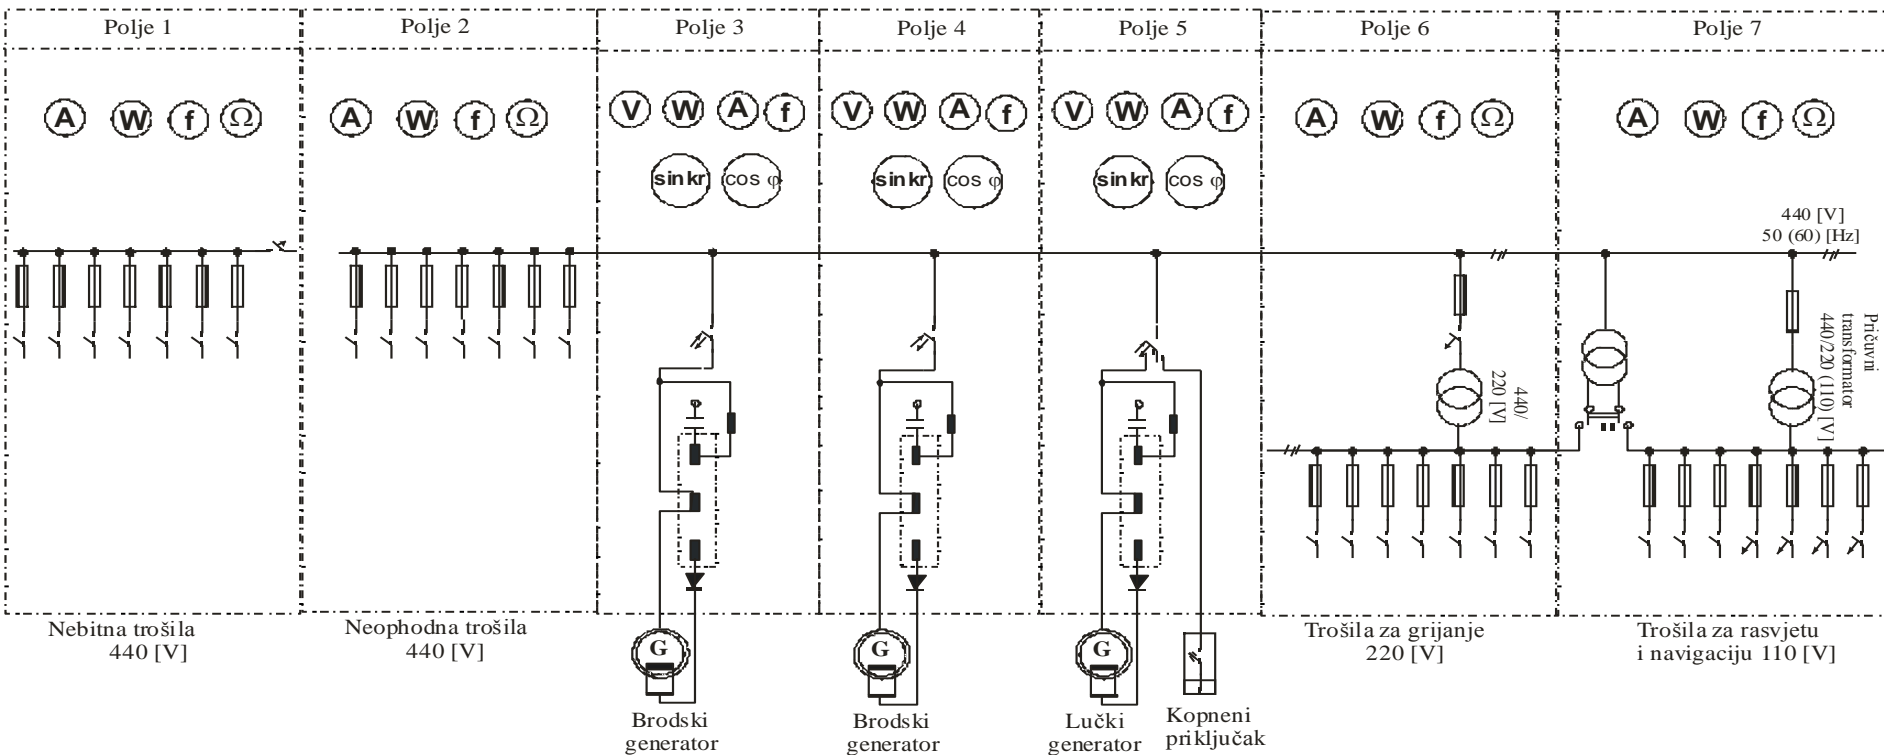 Polje 1
Polje 2
Polje 3
Polje 4
Polje 5
Polje 6
Polje 7
A W f Ω
A W f Ω
V W A f
V W A f
V W A f
A W f Ω
A W f Ω
sinkr cos φ
sinkr cos φ
sinkr cos φ
440 [V]
50 (60) [Hz]
440/
220 [V]
Pričuvni
transformator
440/220 (110) [V]
Nebitna trošila
440 [V]
Neophodna trošila
440 [V]
G
Brodski
generator
G
Brodski
generator
G
Lučki
generator
Kopneni
priključak
Trošila za grijanje
220 [V]
Trošila za rasvjetu
i navigaciju 110 [V]